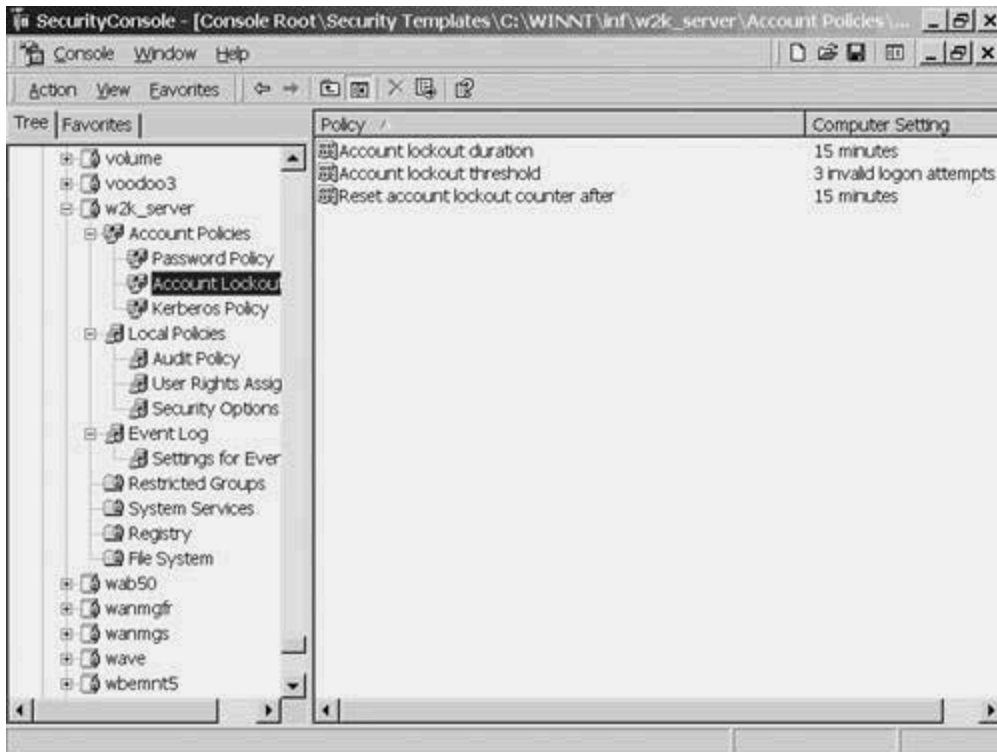 SecurityConsole - [Console Root\Security Templates\C:\WINNT\inf\w2k_server\Account Policies\...
Console Window Help
Action View Favorites
Tree Favorites
Policy
Computer Setting
volume
voodoo3
w2k_server
Account Policies
Password Policy
Account Lockou
Kerberos Policy
Local Policies
Audit Policy
User Rights Assig
Security Options
Event Log
Settings for Ever
Restricted Groups
System Services
Registry
File System
wab50
wanmgfr
wanmgs
wave
wbemnt5
Account lockout duration 15 minutes
Account lockout threshold 3 invalid logon attempts
Reset account lockout counter after 15 minutes